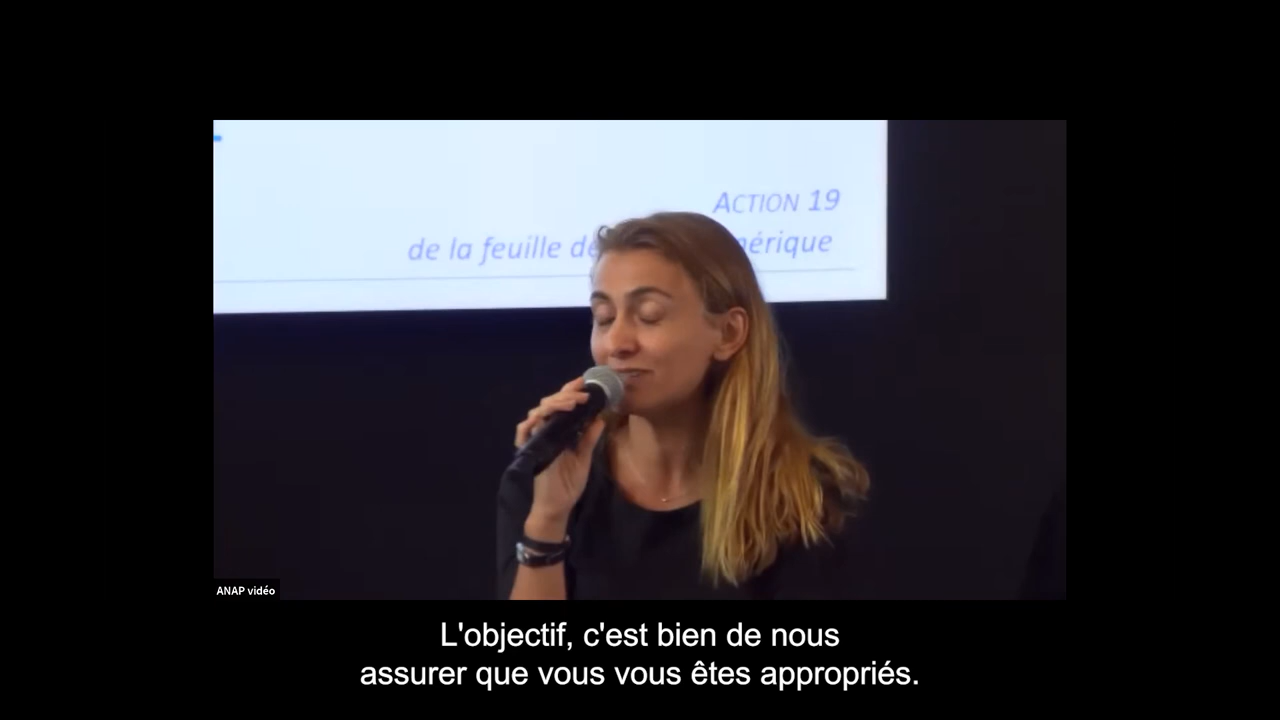 ACTION 19
de la feuille de mérique
ANAP vidéo
L'objectif, c'est bien de nous
assurer que vous vous êtes appropriés.